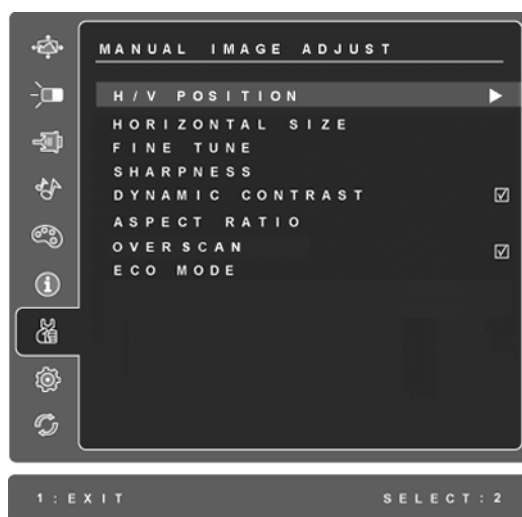 MANUAL IMAGE ADJUST
H/V POSITION
HORIZONTAL SIZE
FINE TUNE
SHARPNESS
DYNAMIC CONTRAST
ASPECT RATIO
OVERSCAN
ECO MODE
1:EXIT SELECT:2